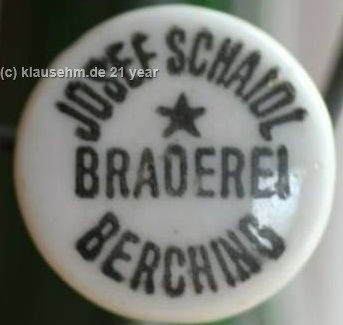 (c) klausehm.de 21 year
JOSEF SCHAIDL
★
BRAUEREI
BERCHING